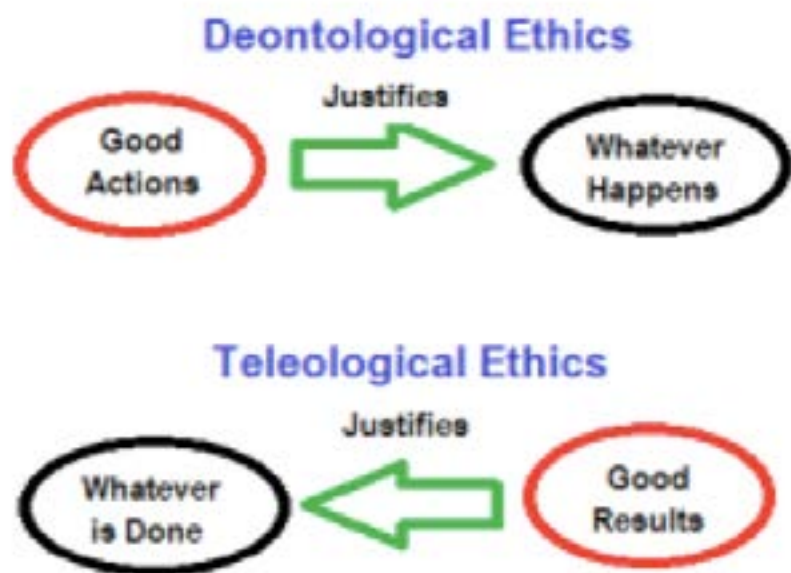 Deontological Ethics
Justifies
Good
Actions
Whatever
Happens
Teleological Ethics
Justifies
Whatever
is Done
Good
Results